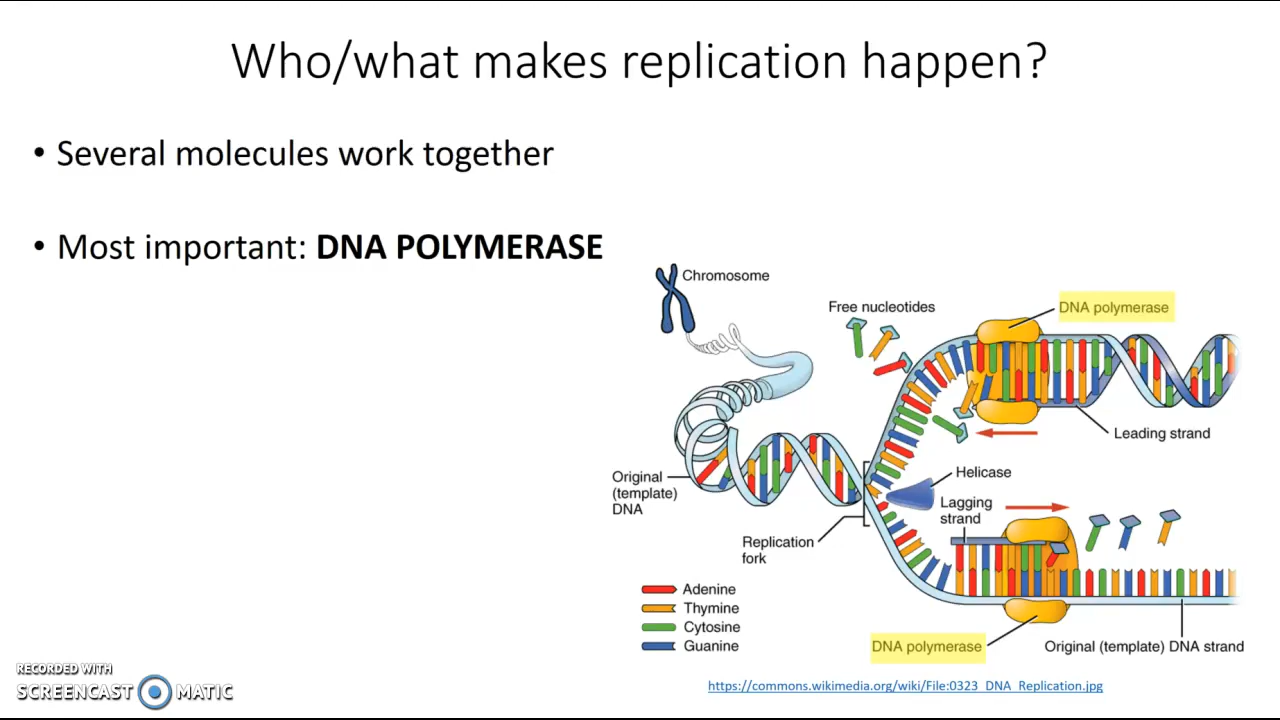 Who/what makes replication happen?
• Several molecules work together
• Most important: DNA POLYMERASE
Chromosome
Free nucleotides
DNA polymerase
Leading strand
Original
(template)
DNA
Helicase
Lagging
strand
Replication
fork
Adenine
Thymine
Cytosine
Guanine
DNA polymerase
Original (template) DNA strand
https://commons.wikimedia.org/wiki/File:0323_DNA_Replication.jpg
RECORDED WITH
SCREENCAST MATIC